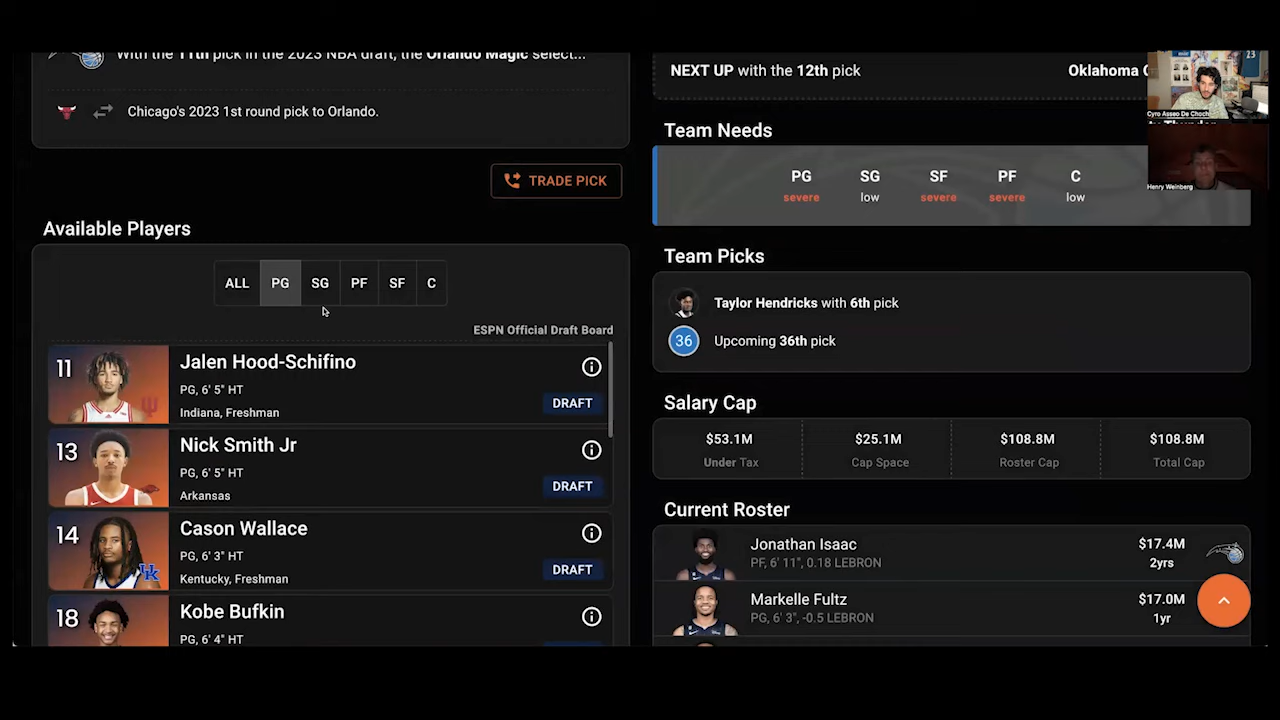 With the 11th pick in the 2023 NBA draft, the Orlando Magic select...
Chicago's 2023 1st round pick to Orlando.
TRADE PICK
Available Players
ALL PG SG PF SF C
ESPN Official Draft Board
11
Jalen Hood-Schifino
PG, 6' 5" HT
Indiana, Freshman
DRAFT
13
Nick Smith Jr
PG, 6' 5" HT
Arkansas
DRAFT
14
Cason Wallace
PG, 6' 3" HT
Kentucky, Freshman
DRAFT
18
Kobe Bufkin
PG, 6' 4" HT
NEXT UP with the 12th pick
Oklahoma
23
Cyro Asseo De Choch
Henry Weinberg
Team Needs
PG SG SF PF C
severe low severe severe low
Team Picks
Taylor Hendricks with 6th pick
36 Upcoming 36th pick
Salary Cap
$53.1M $25.1M $108.8M $108.8M
Under Tax Cap Space Roster Cap Total Cap
Current Roster
Jonathan Isaac $17.4M
PF, 6' 11", 0.18 LEBRON 2yrs
Markelle Fultz $17.0M
PG, 6' 3", -0.5 LEBRON 1yr